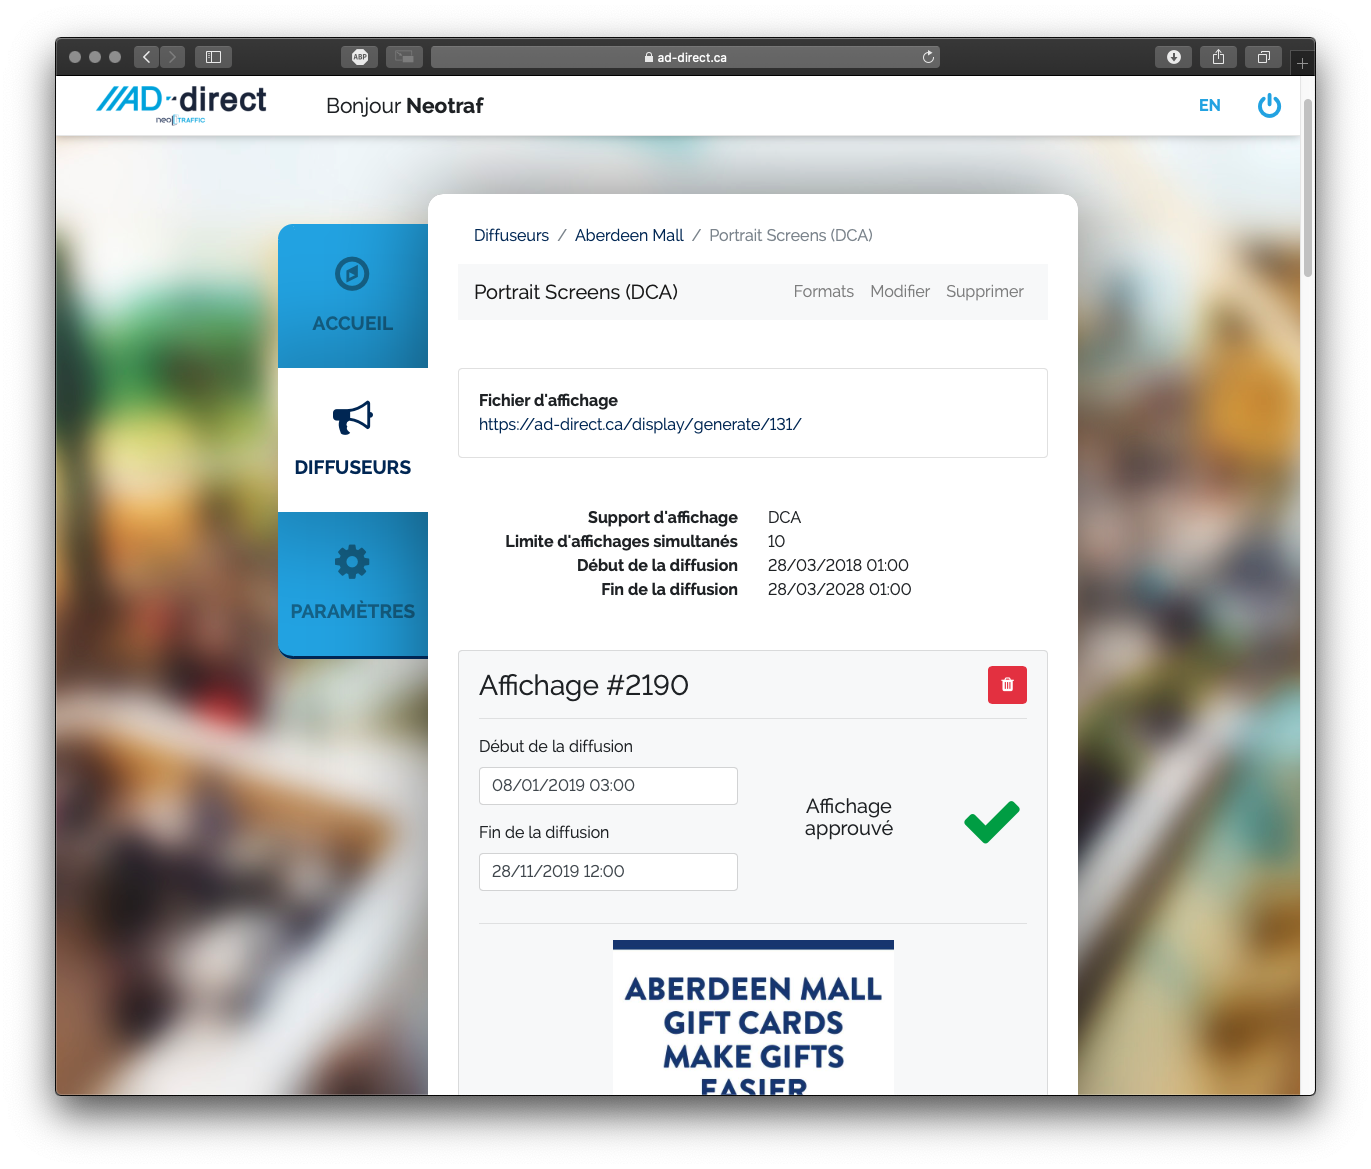 ABP
ad-direct.ca
AD-direct
neo TRAFFIC
Bonjour Neotraf
EN
Diffuseurs / Aberdeen Mall / Portrait Screens (DCA)
Portrait Screens (DCA)
Formats Modifier Supprimer
ACCUEIL
DIFFUSEURS
PARAMÈTRES
Fichier d'affichage
https://ad-direct.ca/display/generate/131/
Support d'affichage DCA
Limite d'affichages simultanés 10
Début de la diffusion 28/03/2018 01:00
Fin de la diffusion 28/03/2028 01:00
Affichage #2190
Début de la diffusion
08/01/2019 03:00
Fin de la diffusion
28/11/2019 12:00
Affichage
approuvé
ABERDEEN MALL
GIFT CARDS
MAKE GIFTS
EASIER